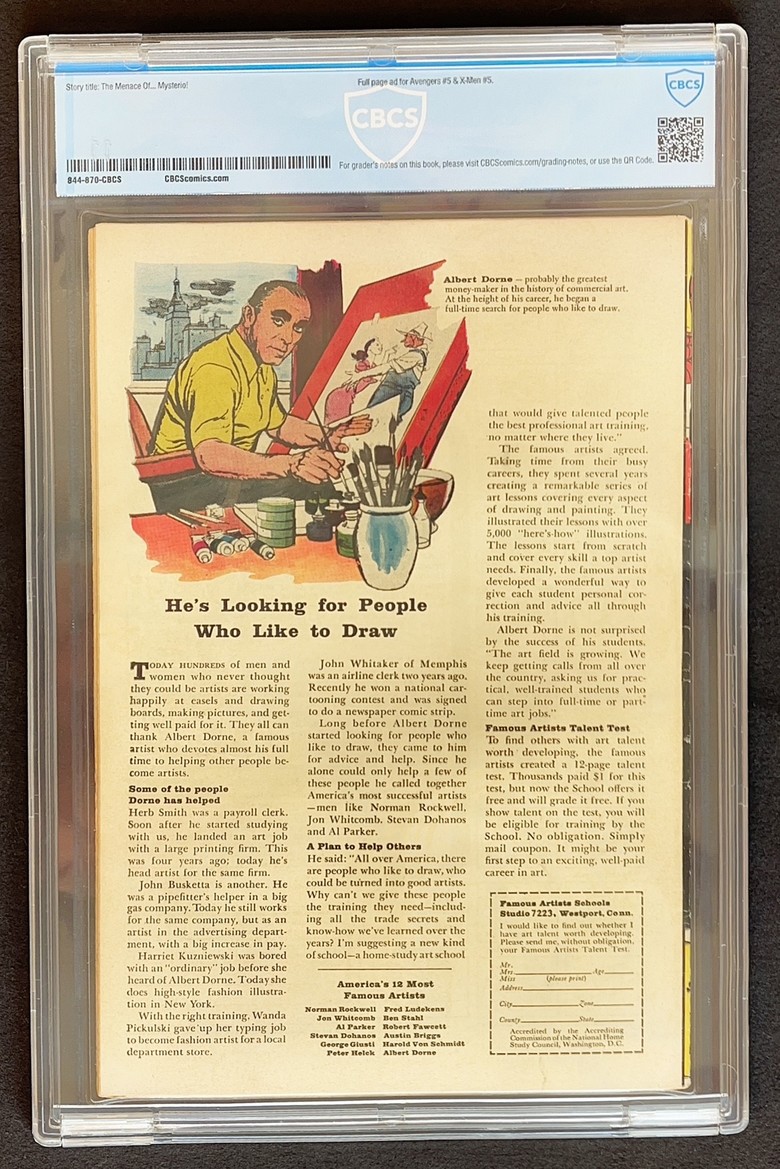 Story title: The Menace Of... Mysterio!
Full page ad for Avengers #5 & X-Men #5.
CBCS
CBCS
For grader's notes on this book, please visit CBCScomics.com/grading-notes, or use the QR Code.
844-870-CBCS
CBCScomics.com
Albert Dorne — probably the greatest
money-maker in the history of commercial art.
At the height of his career, he began a
full-time search for people who like to draw.
He's Looking for People
Who Like to Draw
TODAY HUNDREDS of men and
women who never thought
they could be artists are working
happily at easels and drawing
boards, making pictures, and get-
ting well paid for it. They all can
thank Albert Dorne, a famous
artist who devotes almost his full
time to helping other people be-
come artists.
Some of the people
Dorne has helped
Herb Smith was a payroll clerk.
Soon after he started studying
with us, he landed an art job
with a large printing firm. This
was four years ago; today he's
head artist for the same firm.
John Busketta is another. He
was a pipefitter's helper in a big
gas company. Today he still works
for the same company, but as an
artist in the advertising depart-
ment, with a big increase in pay.
Harriet Kuzniewski was bored
with an "ordinary" job before she
heard of Albert Dorne. Today she
does high-style fashion illustra-
tion in New York.
With the right training, Wanda
Pickulski gave up her typing job
to become fashion artist for a local
department store.
John Whitaker of Memphis
was an airline clerk two years ago.
Recently he won a national car-
tooning contest and was signed
to do a newspaper comic strip.
Long before Albert Dorne
started looking for people who
like to draw, they came to him
for advice and help. Since he
alone could only help a few of
these people he called together
America's most successful artists
—men like Norman Rockwell,
Jon Whitcomb, Stevan Dohanos
and Al Parker.
A Plan to Help Others
He said: "All over America, there
are people who like to draw, who
could be turned into good artists.
Why can't we give these people
the training they need—includ-
ing all the trade secrets and
know-how we've learned over the
years? I'm suggesting a new kind
of school—a home-study art school
America's 12 Most
Famous Artists
Norman Rockwell Fred Ludekens
Jon Whitcomb Ben Stahl
Al Parker Robert Fawcett
Stevan Dohanos Austin Briggs
George Giusti Harold Von Schmidt
Peter Helck Albert Dorne
that would give talented people
the best professional art training,
no matter where they live."
The famous artists agreed.
Taking time from their busy
careers, they spent several years
creating a remarkable series of
art lessons covering every aspect
of drawing and painting. They
illustrated their lessons with over
5,000 "here's-how" illustrations.
The lessons start from scratch
and cover every skill a top artist
needs. Finally, the famous artists
developed a wonderful way to
give each student personal cor-
rection and advice all through
his training.
Albert Dorne is not surprised
by the success of his students.
"The art field is growing. We
keep getting calls from all over
the country, asking us for prac-
tical, well-trained students who
can step into full-time or part-
time art jobs."
Famous Artists Talent Test
To find others with art talent
worth developing, the famous
artists created a 12-page talent
test. Thousands paid $1 for this
test, but now the School offers it
free and will grade it free. If you
show talent on the test, you will
be eligible for training by the
School. No obligation. Simply
mail coupon. It might be your
first step to an exciting, well-paid
career in art.
Famous Artists Schools
Studio 7223, Westport, Conn.
I would like to find out whether I
have art talent worth developing.
Please send me, without obligation,
your Famous Artists Talent Test.
Mr.
Mrs. Age
Miss (please print)
Address
City Zone
County State
Accredited by the Accrediting
Commission of the National Home
Study Council, Washington, D.C.